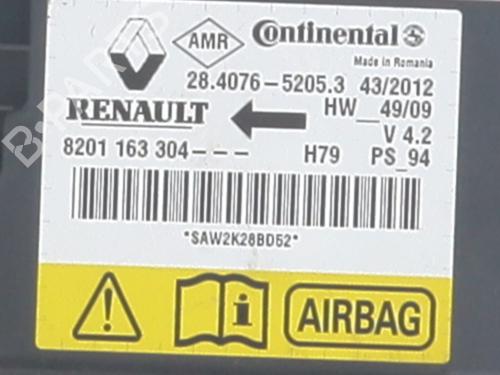 AMR Continental
Made in Romania
28.4076-5205.3 43/2012
RENAULT HW__49/09
V 4.2
8201 163 304--- H79 PS_94
*SAW2K28BD52*
AIRBAG